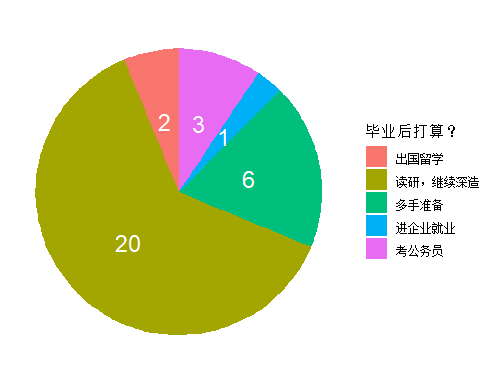 2
3
1
6
20
毕业后打算？
出国留学
读研，继续深造
多手准备
进企业就业
考公务员